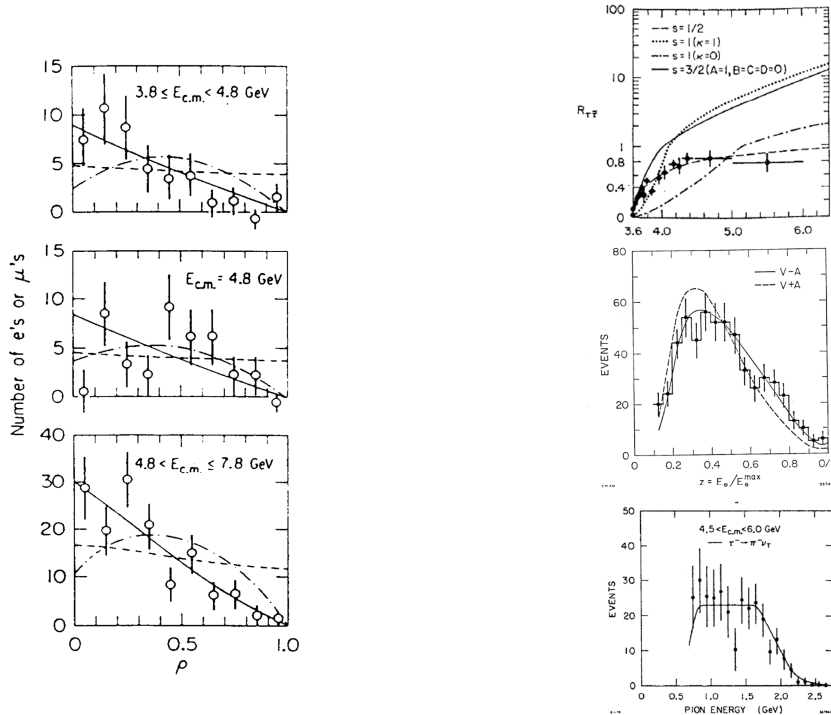 Number of e's or μ's
15
10
5
0
3.8 ≤ E_c.m. < 4.8 GeV
15
10
5
0
E_c.m. = 4.8 GeV
40
30
20
10
0
4.8 < E_c.m. ≤ 7.8 GeV
0 0.5 1.0
ρ
100
10
1
0.8
0.4
0
R_ττ̄
s=1/2
s=1(κ=1)
s=1(κ=0)
s=3/2(A=1, B=C=D=0)
3.6 4.0 5.0 6.0
80
60
40
20
0
EVENTS
V-A
V+A
0 0.2 0.4 0.6 0.8
z = E_e/E_e^max
40
30
20
10
0
EVENTS
4.5<E_c.m.<6.0 GeV
τ⁻→π⁻ν_τ
0 0.5 1.0 1.5 2.0 2.5
PION ENERGY (GeV)